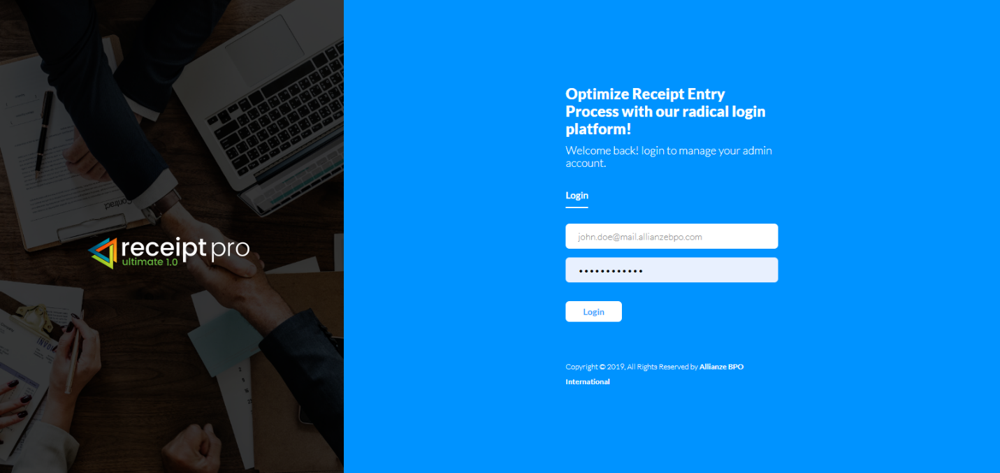 Contract
INVOI
receipt pro
ultimate 1.0
Optimize Receipt Entry
Process with our radical login
platform!
Welcome back! login to manage your admin
account.
Login
john.doe@mail.allianzebpo.com
••••••••••••
Login
Copyright © 2019, All Rights Reserved by Allianze BPO
International